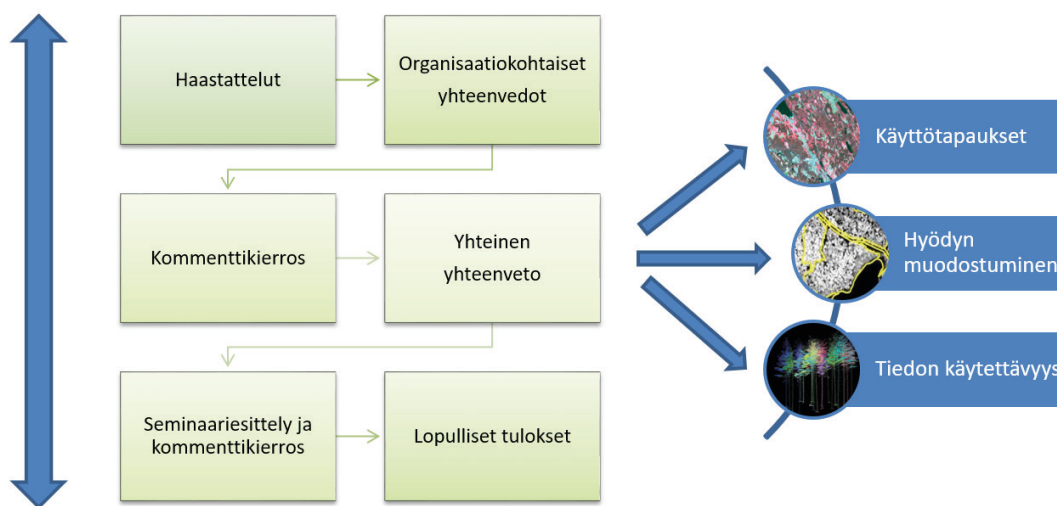 Haastattelut
Organisaatiokohtaiset
yhteenvedot
Kommenttikierros
Yhteinen
yhteenveto
Seminaariesittely ja
kommenttikierros
Lopulliset tulokset
Käyttötapaukset
Hyödyn
muodostuminen
Tiedon käytettävyys